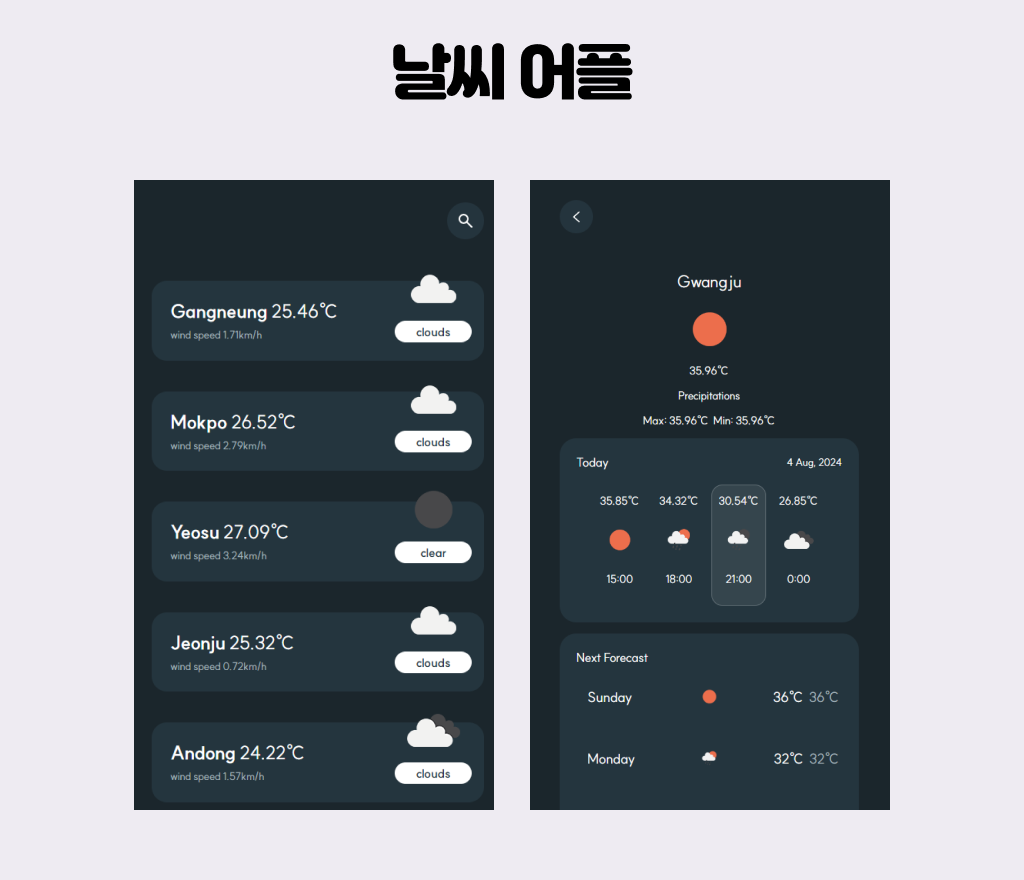 날씨 어플
Gangneung 25.46°C
wind speed 1.71km/h
clouds
Mokpo 26.52°C
wind speed 2.79km/h
clouds
Yeosu 27.09°C
wind speed 3.24km/h
clear
Jeonju 25.32°C
wind speed 0.72km/h
clouds
Andong 24.22°C
wind speed 1.57km/h
clouds
Gwangju
35.96°C
Precipitations
Max: 35.96°C Min: 35.96°C
Today 4 Aug, 2024
35.85°C 34.32°C 30.54°C 26.85°C
15:00 18:00 21:00 0:00
Next Forecast
Sunday 36°C 36°C
Monday 32°C 32°C